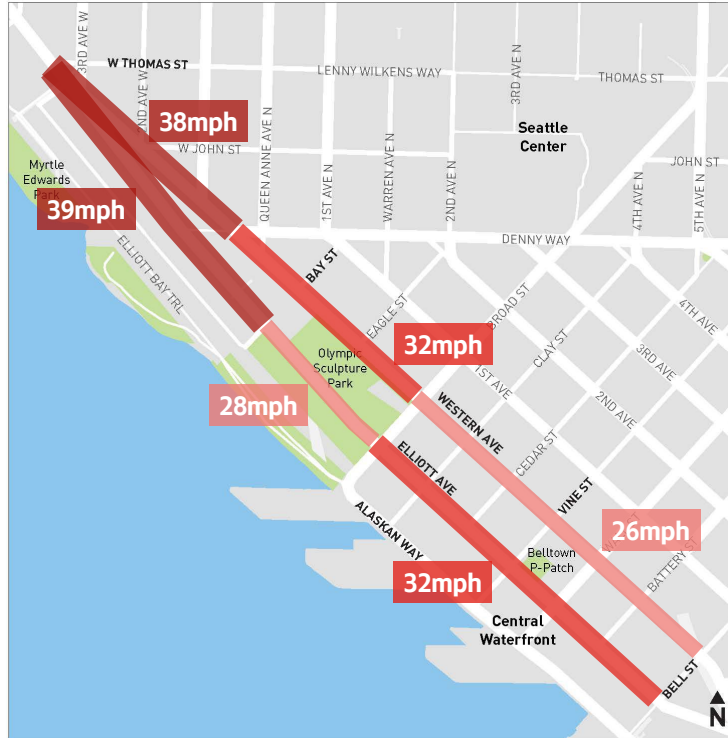 3RD AVE W
W THOMAS ST
LENNY WILKENS WAY
3RD AVE N
THOMAS ST
2ND AVE W
38mph
W JOHN ST
QUEEN ANNE AVE N
1ST AVE N
WARREN AVE N
2ND AVE N
Seattle
Center
JOHN ST
4TH AVE N
5TH AVE N
Myrtle
Edwards
Park
39mph
DENNY WAY
ELLIOTT BAY TRL
BAY ST
EAGLE ST
BROAD ST
4TH AVE
CLAY ST
3RD AVE
32mph
Olympic
Sculpture
Park
1ST AVE
2ND AVE
28mph
WESTERN AVE
CEDAR ST
ELLIOTT AVE
VINE ST
ALASKAN WAY
26mph
Belltown
P-Patch
BATTERY ST
32mph
Central
Waterfront
BELL ST
N